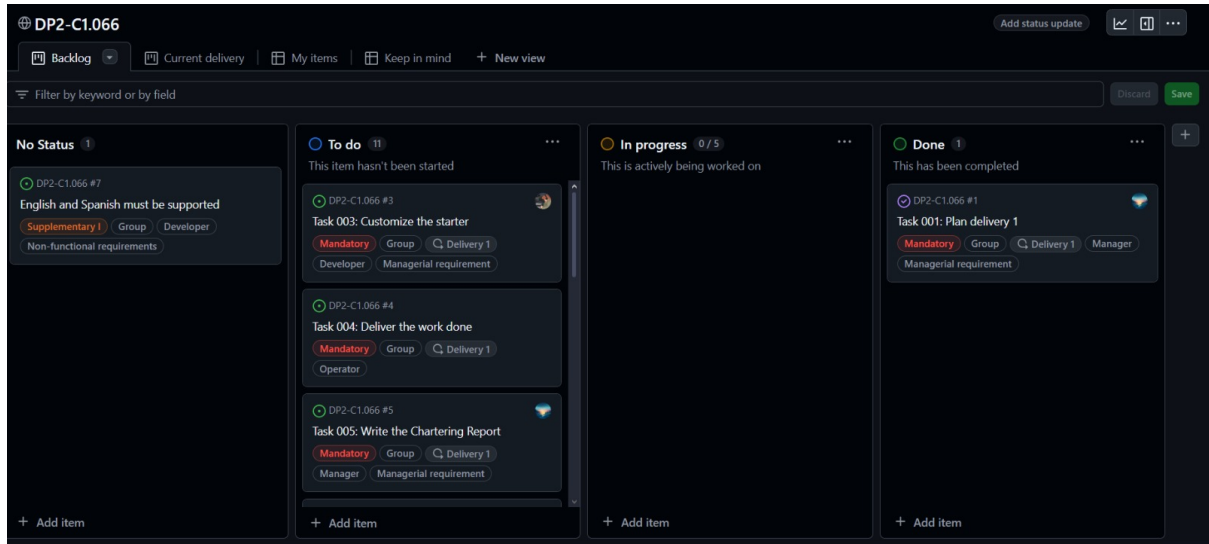 DP2-C1.066
Add status update
Backlog
Current delivery
My items
Keep in mind
+ New view
Filter by keyword or by field
Discard
Save
No Status 1
DP2-C1.066 #7
English and Spanish must be supported
Supplementary I Group Developer
Non-functional requirements
+ Add item
To do 11
This item hasn't been started
DP2-C1.066 #3
Task 003: Customize the starter
Mandatory Group Delivery 1
Developer Managerial requirement
DP2-C1.066 #4
Task 004: Deliver the work done
Mandatory Group Delivery 1
Operator
DP2-C1.066 #5
Task 005: Write the Chartering Report
Mandatory Group Delivery 1
Manager Managerial requirement
+ Add item
In progress 0 / 5
This is actively being worked on
+ Add item
Done 1
This has been completed
DP2-C1.066 #1
Task 001: Plan delivery 1
Mandatory Group Delivery 1 Manager
Managerial requirement
+ Add item